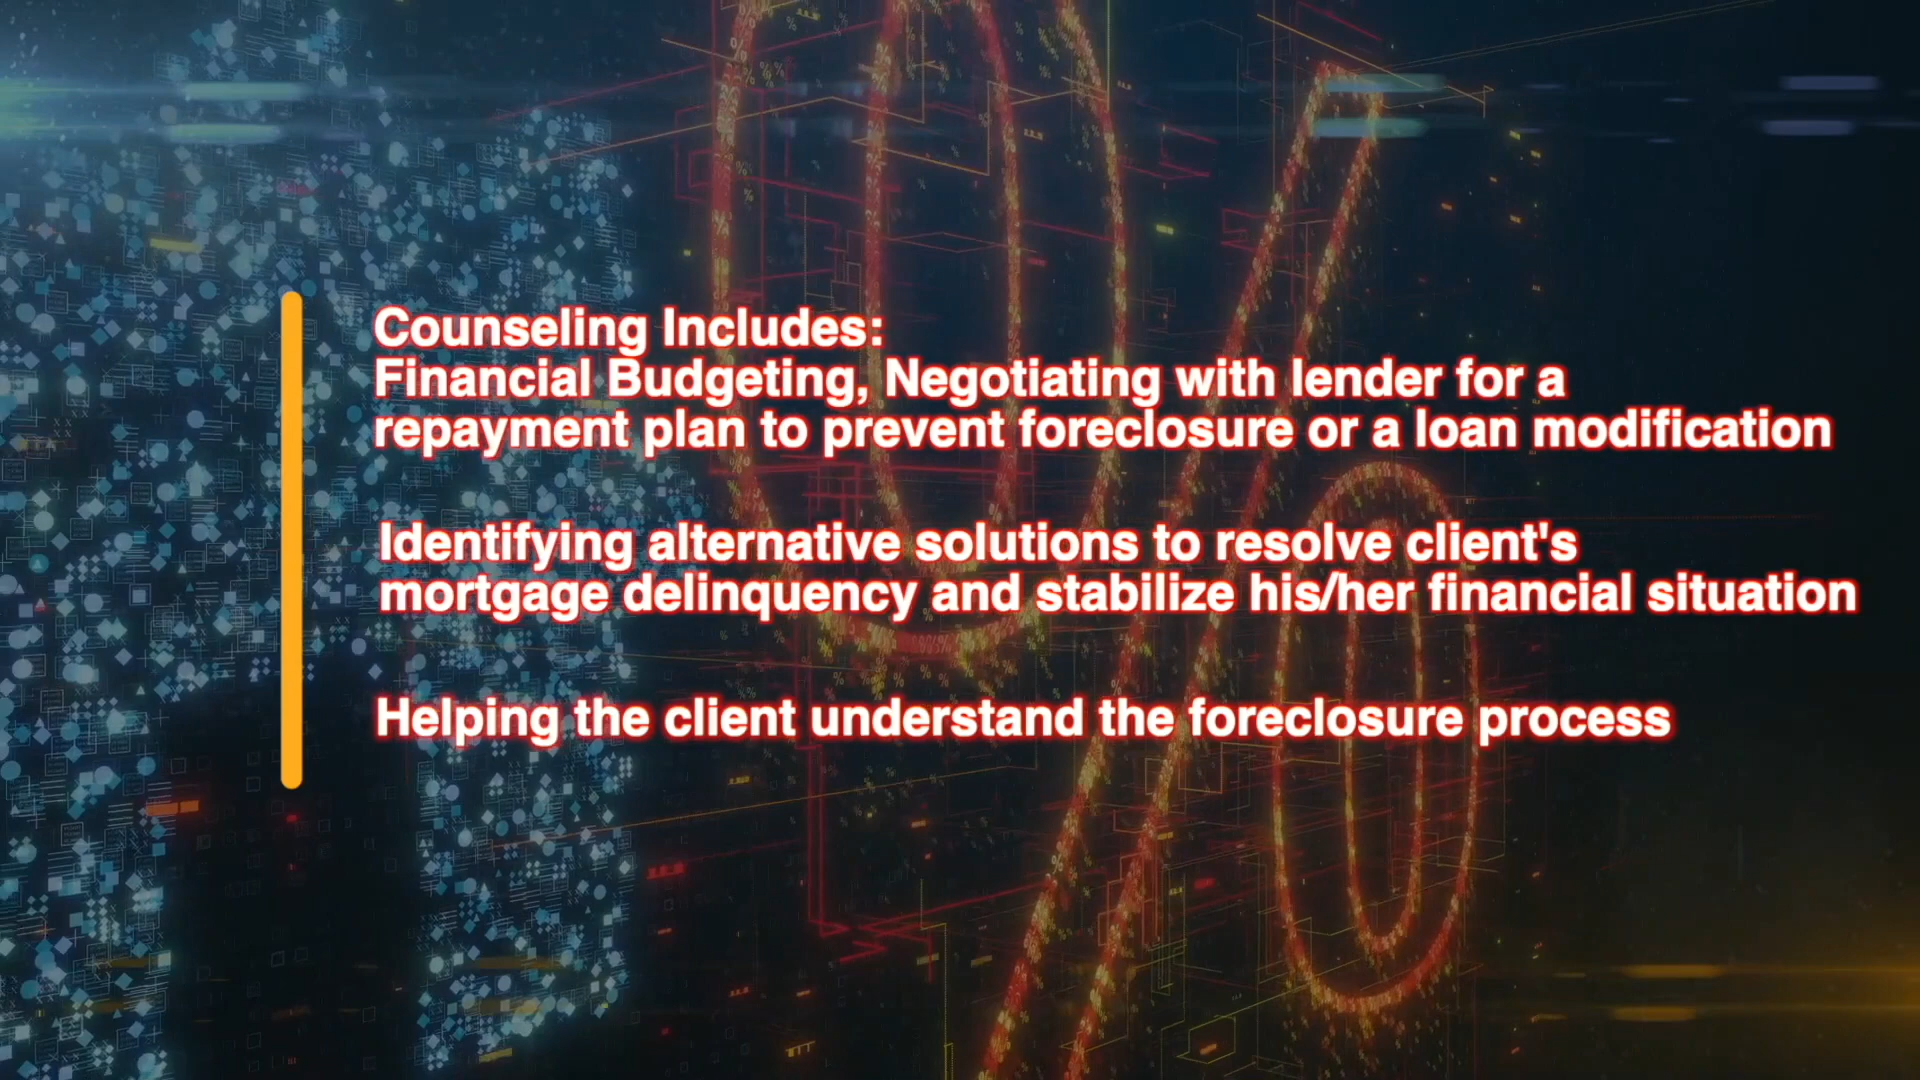 Counseling Includes:
Financial Budgeting, Negotiating with lender for a
repayment plan to prevent foreclosure or a loan modification
Identifying alternative solutions to resolve client's
mortgage delinquency and stabilize his/her financial situation
Helping the client understand the foreclosure process